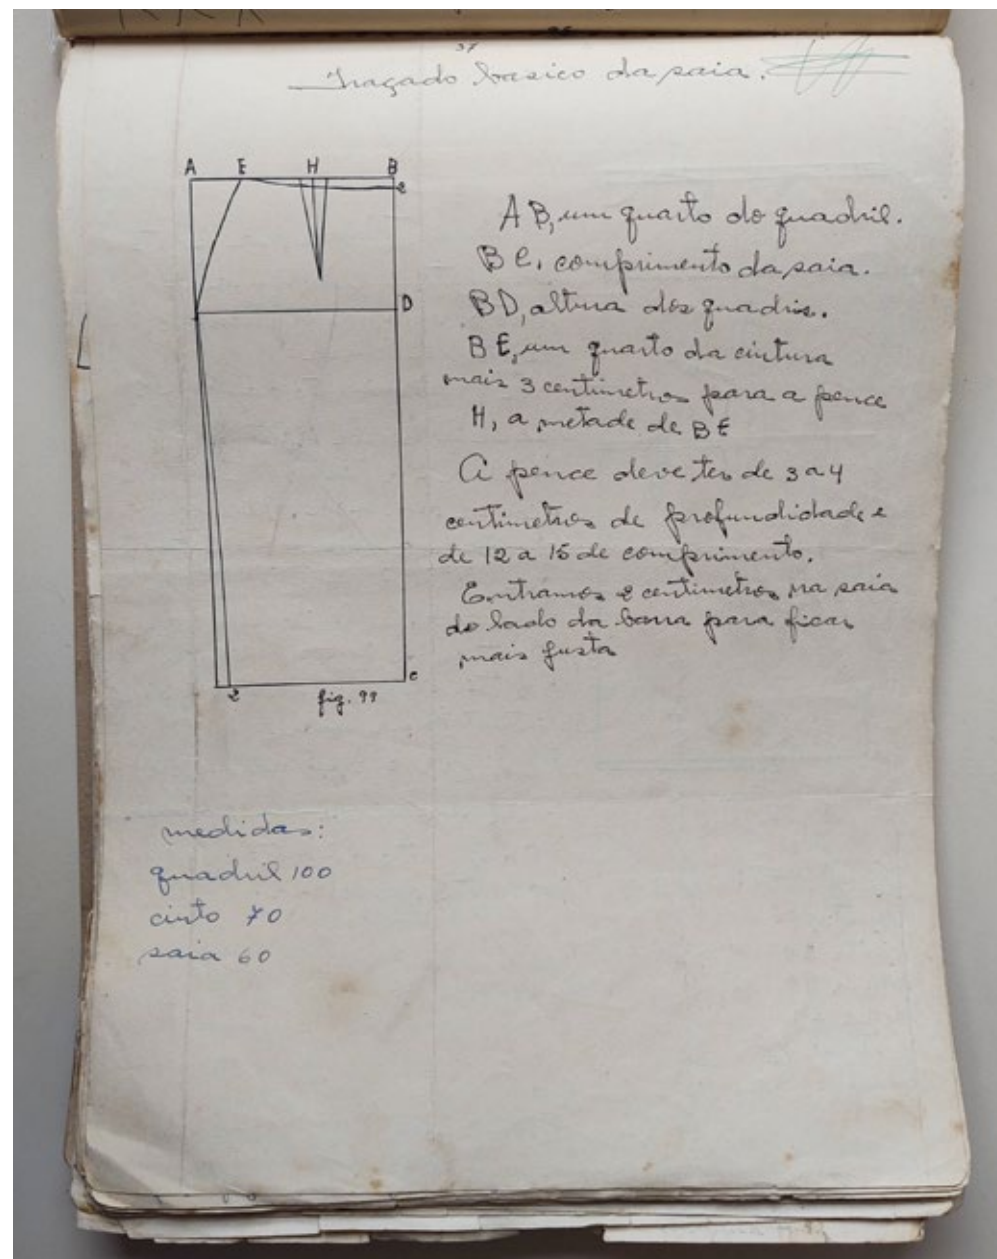 37
Traçado basico da saia.
A E H B
2
A B, um quarto do quadril.
B C, comprimento da saia.
BD, altura dos quadris.
D
B E, um quarto da cintura
mais 3 centimetros para a pence
H, a metade de BE
A pence deve ter de 3 a 4
centimetros de profundidade e
de 12 a 15 de comprimento.
Entramos 2 centimetros na saia
do lado da barra para ficar
mais justa
c
2
fig. 99
medidas:
quadril 100
cinto 70
saia 60